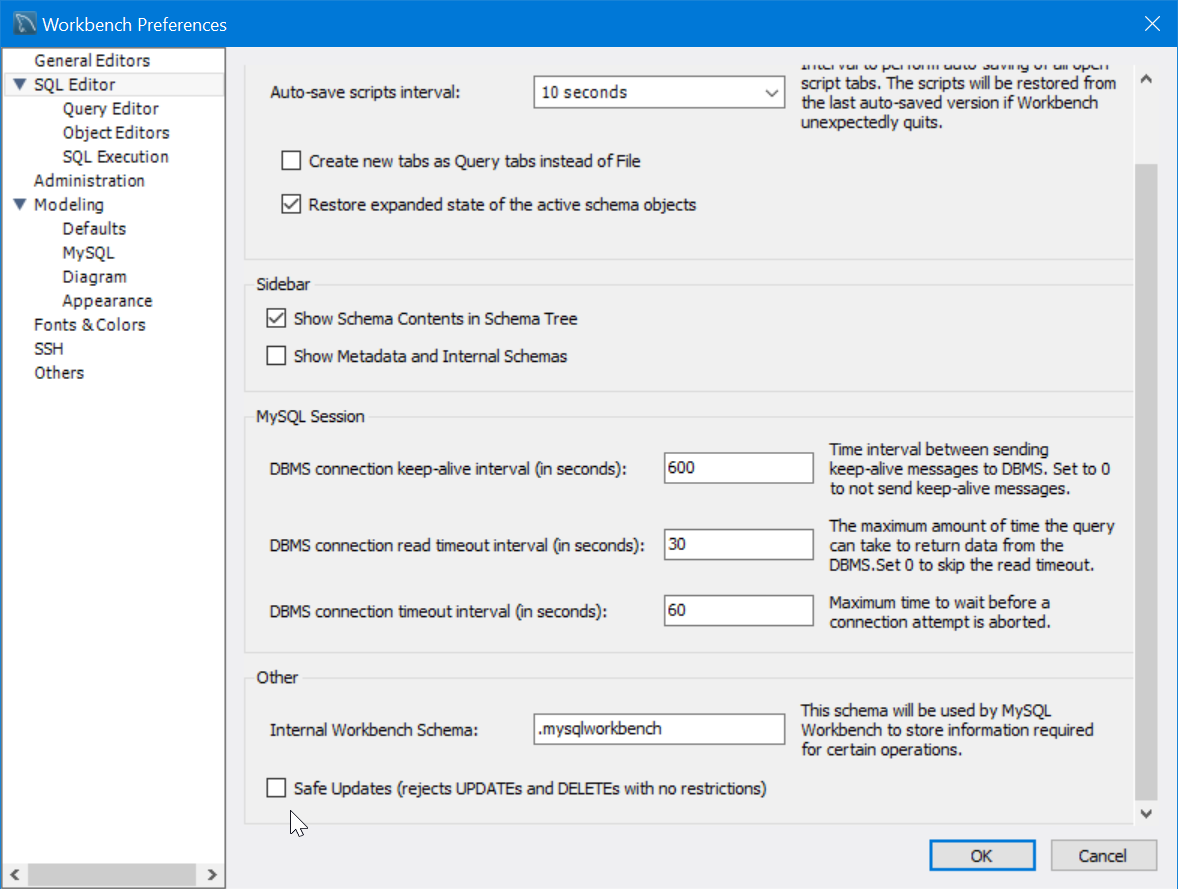 Workbench Preferences
General Editors
SQL Editor
Query Editor
Object Editors
SQL Execution
Administration
Modeling
Defaults
MySQL
Diagram
Appearance
Fonts & Colors
SSH
Others
Auto-save scripts interval:
10 seconds
Interval to perform auto-saving of all open
script tabs. The scripts will be restored from
the last auto-saved version if Workbench
unexpectedly quits.
Create new tabs as Query tabs instead of File
Restore expanded state of the active schema objects
Sidebar
Show Schema Contents in Schema Tree
Show Metadata and Internal Schemas
MySQL Session
DBMS connection keep-alive interval (in seconds):
600
Time interval between sending
keep-alive messages to DBMS. Set to 0
to not send keep-alive messages.
DBMS connection read timeout interval (in seconds):
30
The maximum amount of time the query
can take to return data from the
DBMS.Set 0 to skip the read timeout.
DBMS connection timeout interval (in seconds):
60
Maximum time to wait before a
connection attempt is aborted.
Other
Internal Workbench Schema:
.mysqlworkbench
This schema will be used by MySQL
Workbench to store information required
for certain operations.
Safe Updates (rejects UPDATEs and DELETEs with no restrictions)
OK
Cancel